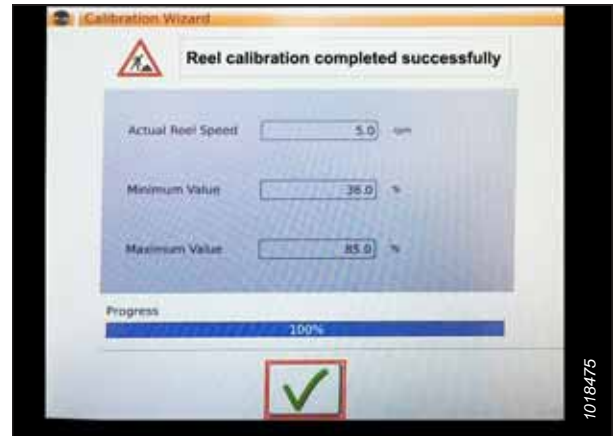 Calibration Wizard
Reel calibration completed successfully
Actual Reel Speed 5.0 rpm
Minimum Value 36.0 %
Maximum Value 85.0 %
Progress
100%
1018475